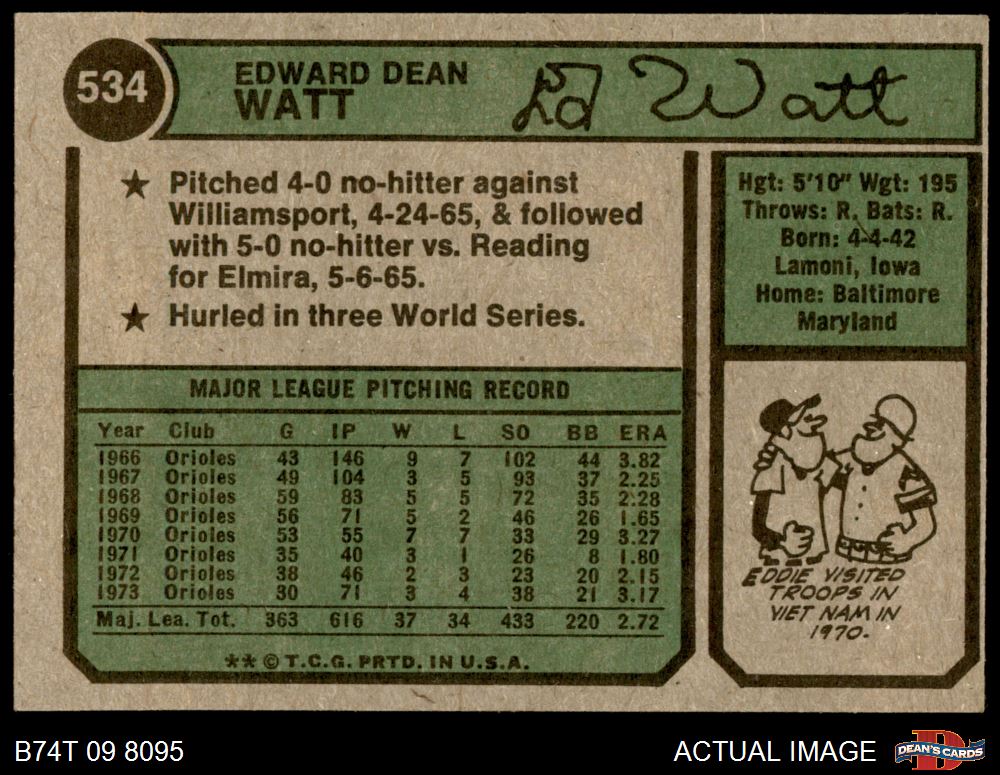 534
EDWARD DEAN
WATT
Ed Watt
★ Pitched 4-0 no-hitter against
Williamsport, 4-24-65, & followed
with 5-0 no-hitter vs. Reading
for Elmira, 5-6-65.
★ Hurled in three World Series.
Hgt: 5'10" Wgt: 195
Throws: R. Bats: R.
Born: 4-4-42
Lamoni, Iowa
Home: Baltimore
Maryland
MAJOR LEAGUE PITCHING RECORD
Year Club G IP W L SO BB ERA
1966 Orioles 43 146 9 7 102 44 3.82
1967 Orioles 49 104 3 5 93 37 2.25
1968 Orioles 59 83 5 5 72 35 2.28
1969 Orioles 56 71 5 2 46 26 1.65
1970 Orioles 53 55 7 7 33 29 3.27
1971 Orioles 35 40 3 1 26 8 1.80
1972 Orioles 38 46 2 3 23 20 2.15
1973 Orioles 30 71 3 4 38 21 3.17
Maj. Lea. Tot. 363 616 37 34 433 220 2.72
** © T.C.G. PRTD. IN U.S.A.
EDDIE VISITED
TROOPS IN
VIET NAM IN
1970.
B74T 09 8095
ACTUAL IMAGE
D
DEAN'S CARDS